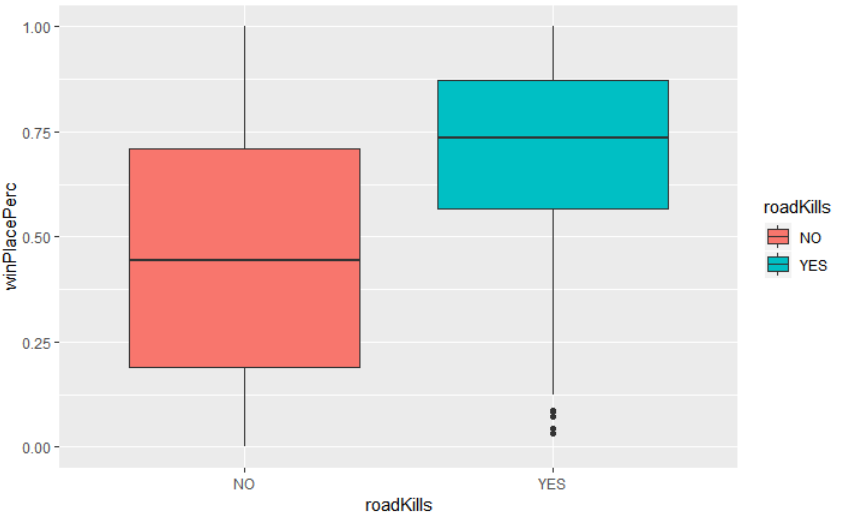 1.00
0.75
0.50
0.25
0.00
winPlacePerc
NO
YES
roadKills
roadKills
NO
YES